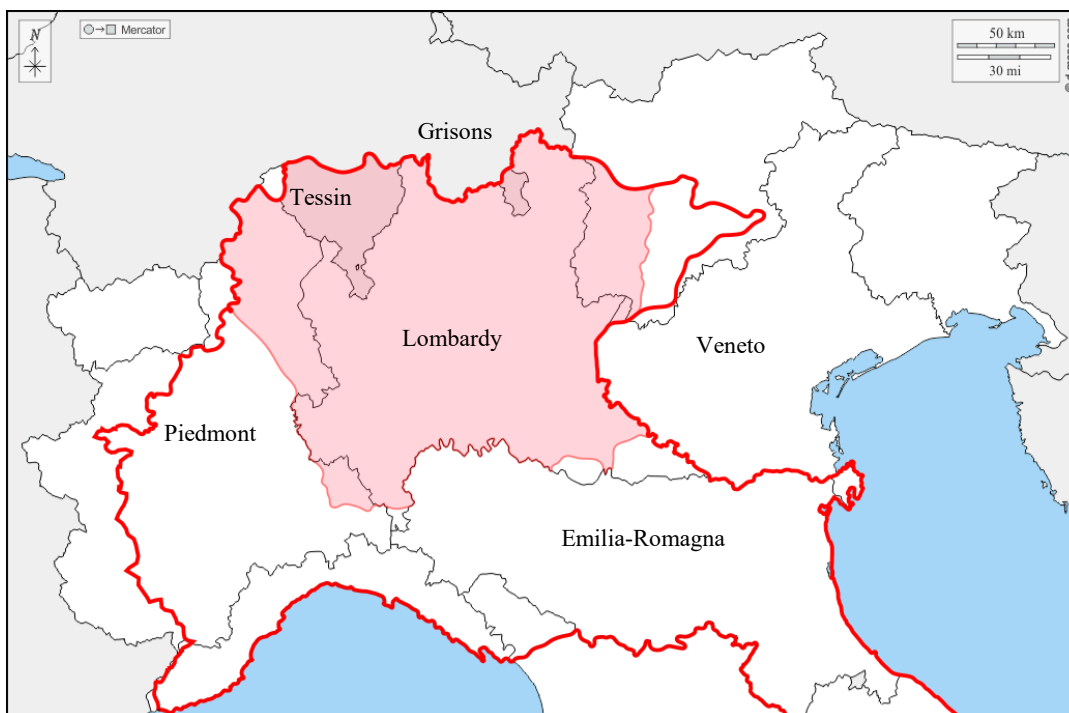 N
Mercator
50 km
30 mi
Grisons
Tessin
Lombardy
Veneto
Piedmont
Emilia-Romagna